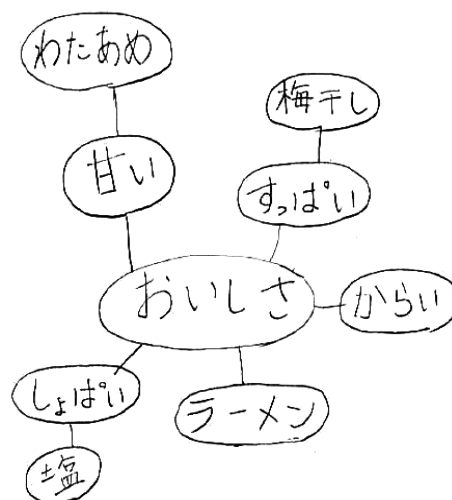 わたあめ
梅干し
甘い
すっぱい
おいしさ
からい
しょぱい
ラーメン
塩